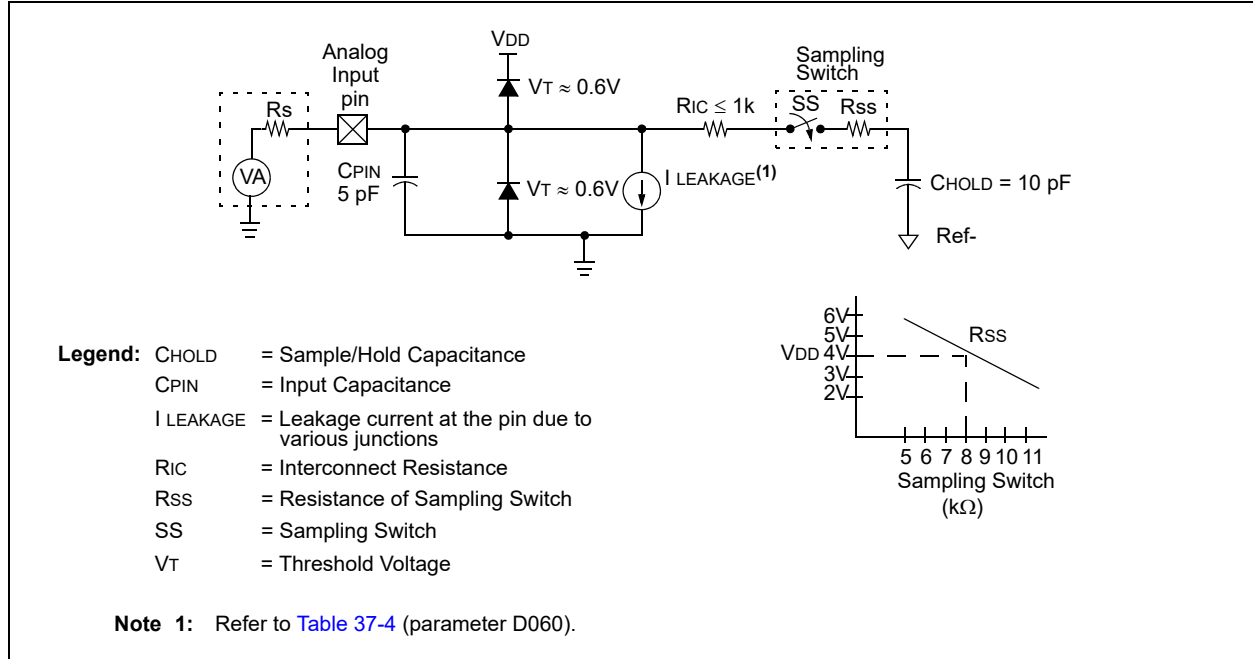 VDD
Analog
Input
pin
Sampling
Switch
VT ≈ 0.6V
RIC ≤ 1k
SS
Rss
Rs
VA
CPIN
5 pF
VT ≈ 0.6V
I LEAKAGE(1)
CHOLD = 10 pF
Ref-
6V
5V
VDD 4V
3V
2V
RSS
5 6 7 8 9 10 11
Sampling Switch
(kΩ)
Legend: CHOLD = Sample/Hold Capacitance
CPIN = Input Capacitance
I LEAKAGE = Leakage current at the pin due to
various junctions
RIC = Interconnect Resistance
RSS = Resistance of Sampling Switch
SS = Sampling Switch
VT = Threshold Voltage
Note 1: Refer to Table 37-4 (parameter D060).